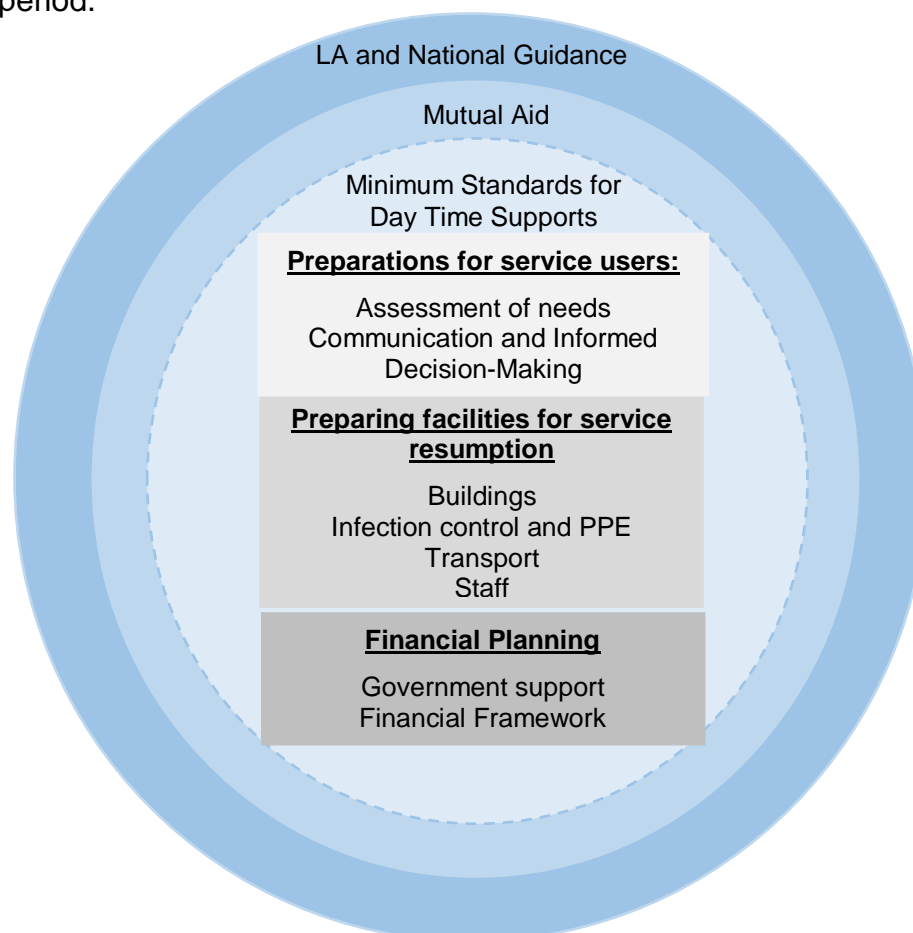 period.
LA and National Guidance
Mutual Aid
Minimum Standards for
Day Time Supports
Preparations for service users:
Assessment of needs
Communication and Informed
Decision-Making
Preparing facilities for service
resumption
Buildings
Infection control and PPE
Transport
Staff
Financial Planning
Government support
Financial Framework